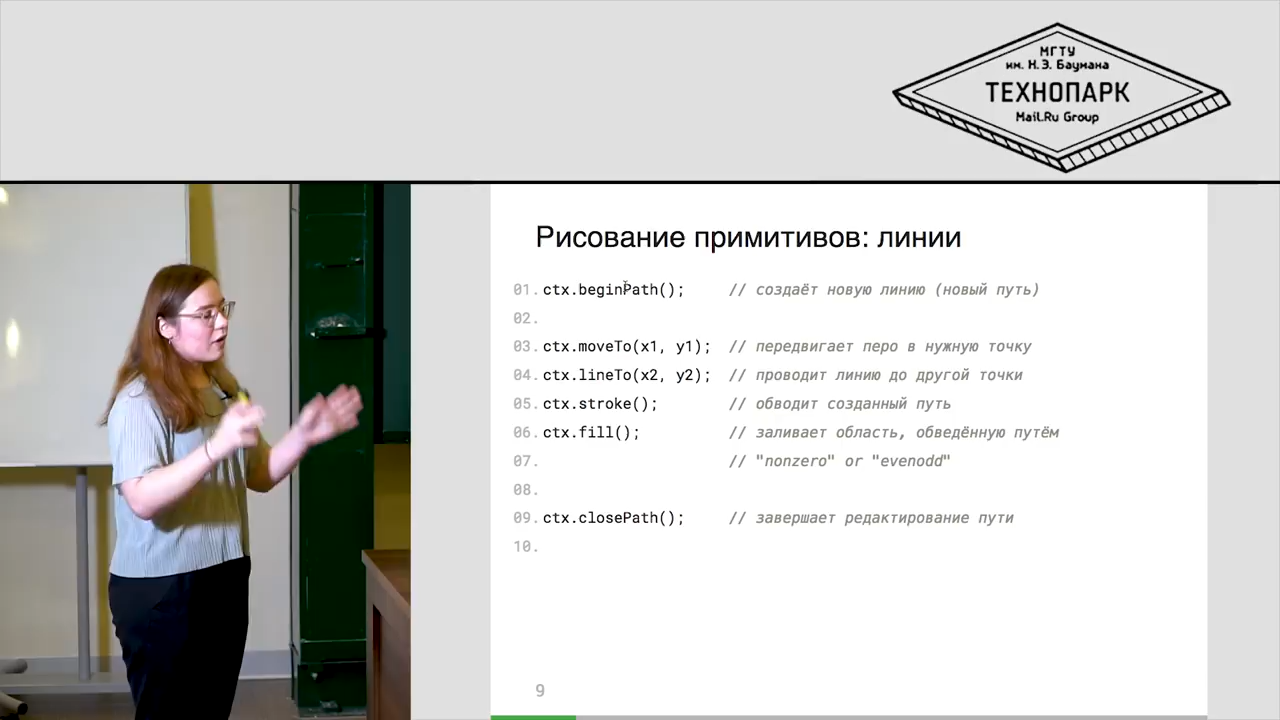 МГТУ
им. Н.Э. Баумана
ТЕХНОПАРК
Mail.Ru Group
Рисование примитивов: линии
01. ctx.beginPath(); // создаёт новую линию (новый путь)
02.
03. ctx.moveTo(x1, y1); // передвигает перо в нужную точку
04. ctx.lineTo(x2, y2); // проводит линию до другой точки
05. ctx.stroke(); // обводит созданный путь
06. ctx.fill(); // заливает область, обведённую путём
07. // "nonzero" or "evenodd"
08.
09. ctx.closePath(); // завершает редактирование пути
10.
9